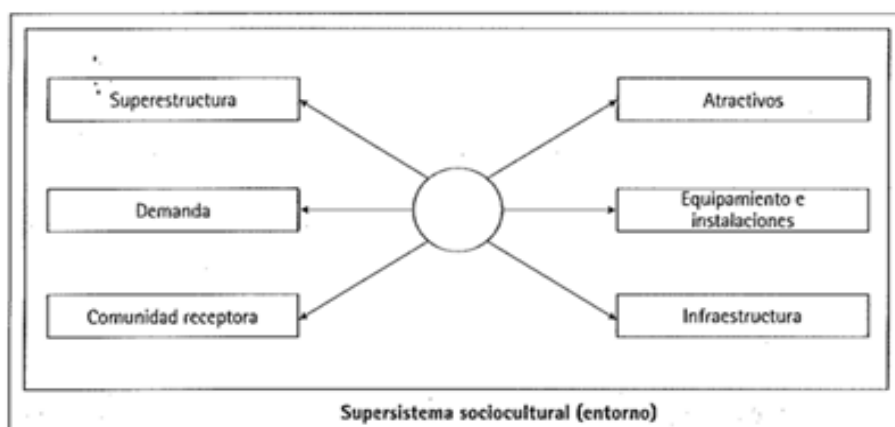 Superestructura
Atractivos
Demanda
Equipamiento e
instalaciones
Comunidad receptora
Infraestructura
Supersistema sociocultural (entorno)